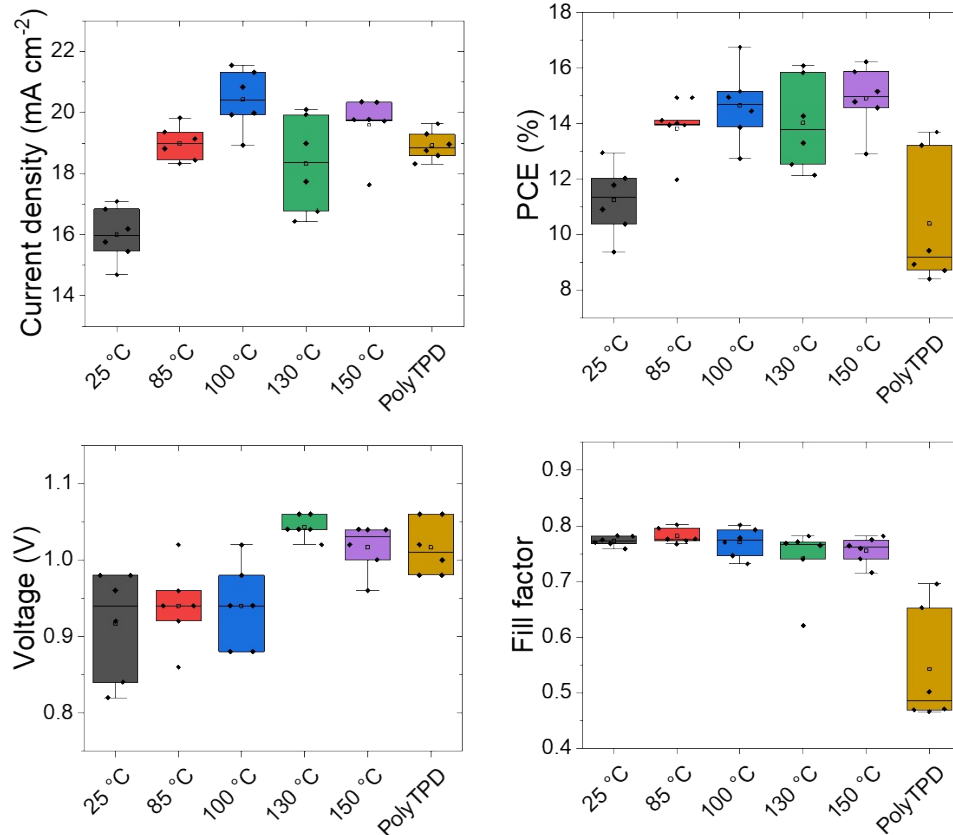 Current density (mA cm⁻²)
22
20
18
16
14
25 °C
85 °C
100 °C
130 °C
150 °C
PolyTPD
PCE (%)
18
16
14
12
10
8
25 °C
85 °C
100 °C
130 °C
150 °C
PolyTPD
Voltage (V)
1.1
1.0
0.9
0.8
25 °C
85 °C
100 °C
130 °C
150 °C
PolyTPD
Fill factor
0.9
0.8
0.7
0.6
0.5
0.4
25 °C
85 °C
100 °C
130 °C
150 °C
PolyTPD